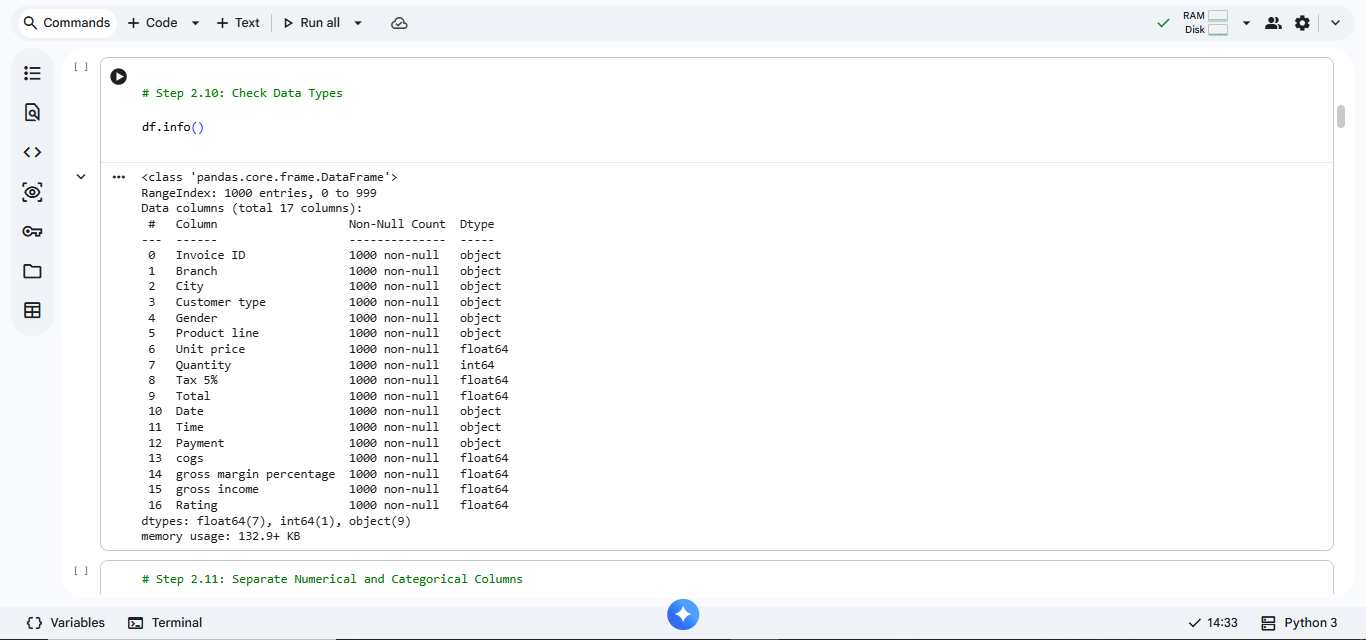 Commands + Code + Text Run all RAM
Disk
[ ]
# Step 2.10: Check Data Types
df.info()
<class 'pandas.core.frame.DataFrame'>
RangeIndex: 1000 entries, 0 to 999
Data columns (total 17 columns):
 #   Column                   Non-Null Count  Dtype
---  ------                   --------------  -----
 0   Invoice ID               1000 non-null   object
 1   Branch                   1000 non-null   object
 2   City                     1000 non-null   object
 3   Customer type            1000 non-null   object
 4   Gender                   1000 non-null   object
 5   Product line             1000 non-null   object
 6   Unit price               1000 non-null   float64
 7   Quantity                 1000 non-null   int64
 8   Tax 5%                   1000 non-null   float64
 9   Total                    1000 non-null   float64
 10  Date                     1000 non-null   object
 11  Time                     1000 non-null   object
 12  Payment                  1000 non-null   object
 13  cogs                     1000 non-null   float64
 14  gross margin percentage  1000 non-null   float64
 15  gross income             1000 non-null   float64
 16  Rating                   1000 non-null   float64
dtypes: float64(7), int64(1), object(9)
memory usage: 132.9+ KB
[ ]
# Step 2.11: Separate Numerical and Categorical Columns
{} Variables Terminal 14:33 Python 3